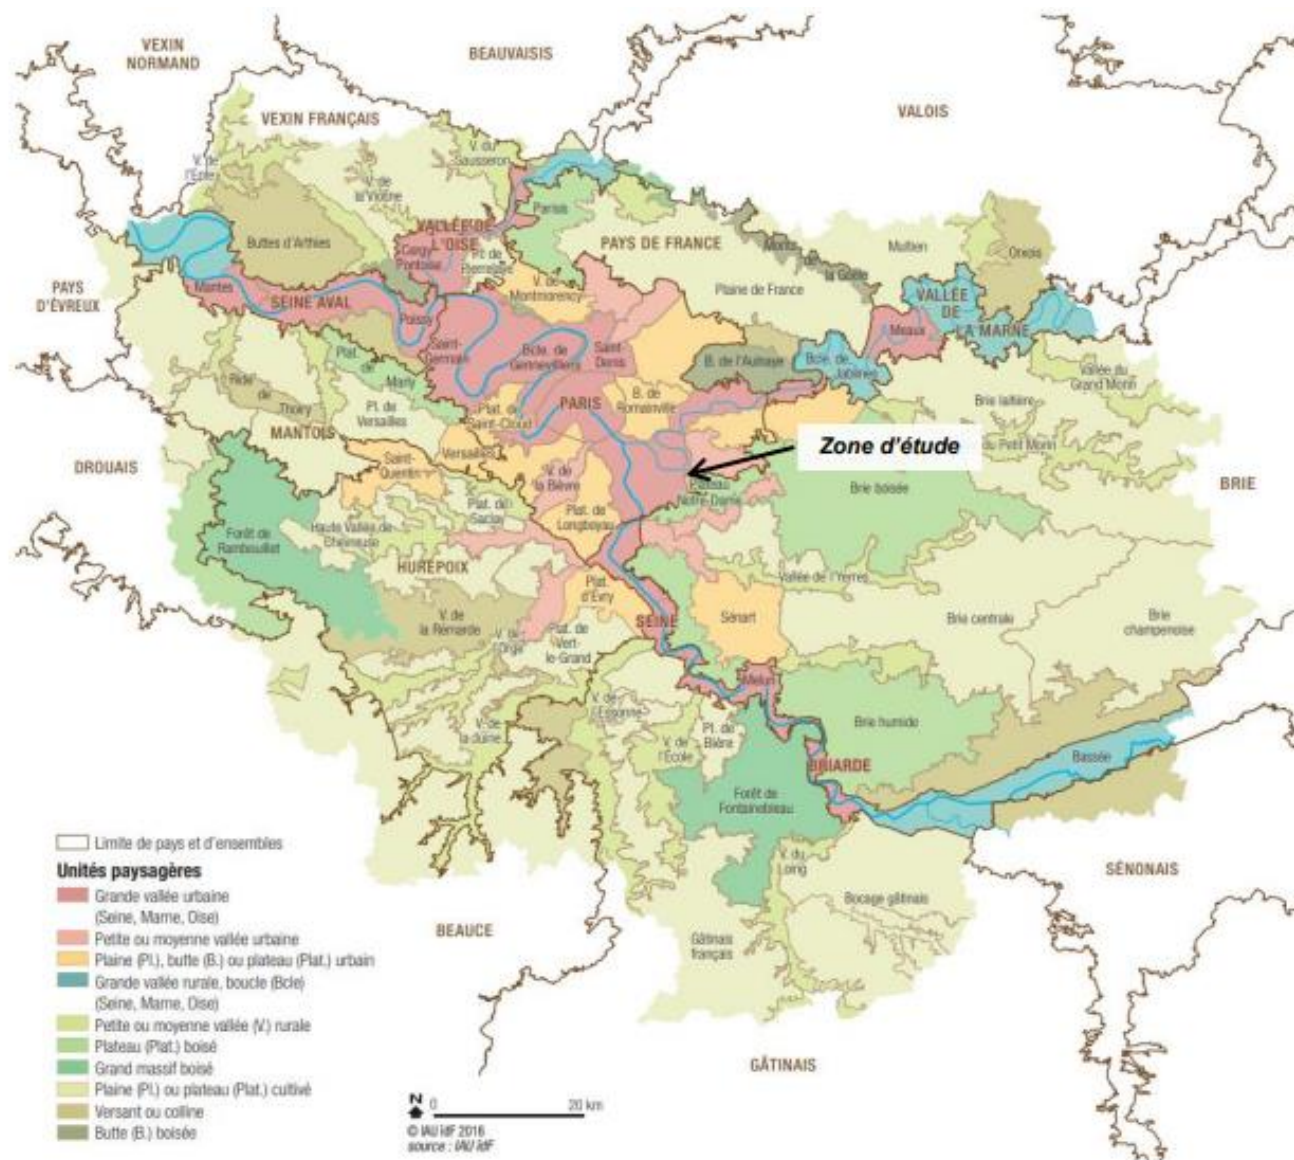 VEXIN
NORMAND
BEAUVAISIS
VALOIS
VEXIN FRANÇAIS
V. de
l'Epte
V. du
Sausseron
V. de
la Viosne
Parisis
VALLÉE DE
L'OISE
Buttes d'Arthies
Cergy
Pontoise
PAYS DE FRANCE
Multien
Orxois
Plaine de France
V. de
Montmorency
PAYS
D'ÉVREUX
Mantes
SEINE AVAL
Poissy
VALLÉE
DE
LA MARNE
Meaux
Saint-
Germain
Bcle. de
Gennevilliers
Saint-
Denis
B. de l'Aulnaye
Bcle. de
Jablines
Vallée du
Grand Morin
Plat.
de
Marly
Ride
de
Thoiry
Pl. de
Versailles
Plat. de
Saint-Cloud
PARIS
B. de
Romainville
Brie laitière
du Petit Morin
MANTOIS
Zone d'étude
DROUAIS
Saint-
Quentin
Versailles
V. de
la Bièvre
Plateau
Notre-Dame
Brie boisée
BRIE
Plat. de
Saclay
Plat. de
Longboyau
Forêt de
Rambouillet
Haute Vallée de
Chevreuse
HUREPOIX
Vallée de l'Yerres
Plat.
d'Évry
SEINE
Sénart
V. de
la Rémarde
V. de
l'Orge
Plat. de
Vert-
le-Grand
Brie centrale
Brie
champenoise
Melun
V. de
l'Essonne
V. de
la Juine
Pl. de
Bière
V. de
l'École
Brie humide
Bassée
BRIARDE
Forêt de
Fontainebleau
V. du
Loing
SÉNONAIS
BEAUCE
Bocage gâtinais
Gâtinais
français
GÂTINAIS
Limite de pays et d'ensembles
Unités paysagères
Grande vallée urbaine
(Seine, Marne, Oise)
Petite ou moyenne vallée urbaine
Plaine (Pl.), butte (B.) ou plateau (Plat.) urbain
Grande vallée rurale, boucle (Bcle)
(Seine, Marne, Oise)
Petite ou moyenne vallée (V.) rurale
Plateau (Plat.) boisé
Grand massif boisé
Plaine (Pl.) ou plateau (Plat.) cultivé
Versant ou colline
Butte (B.) boisée
N
0 20 km
© IAU îdF 2016
source : IAU îdF